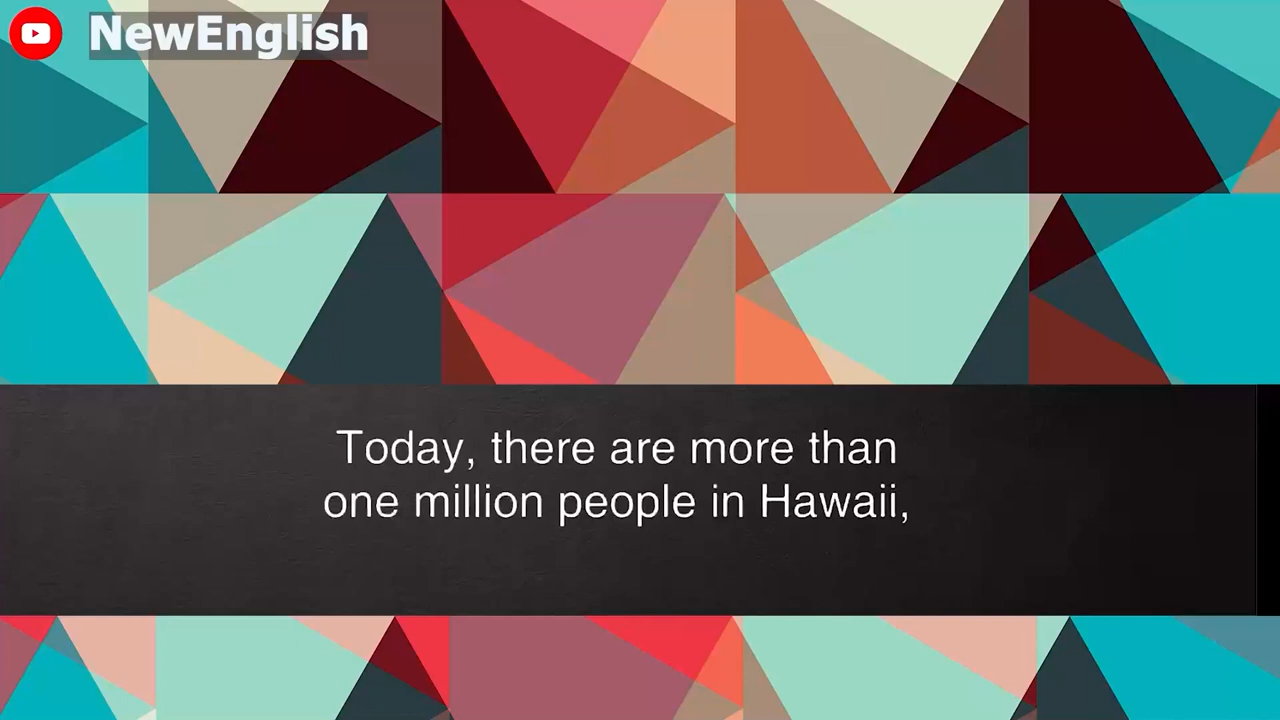 NewEnglish
Today, there are more than
one million people in Hawaii,